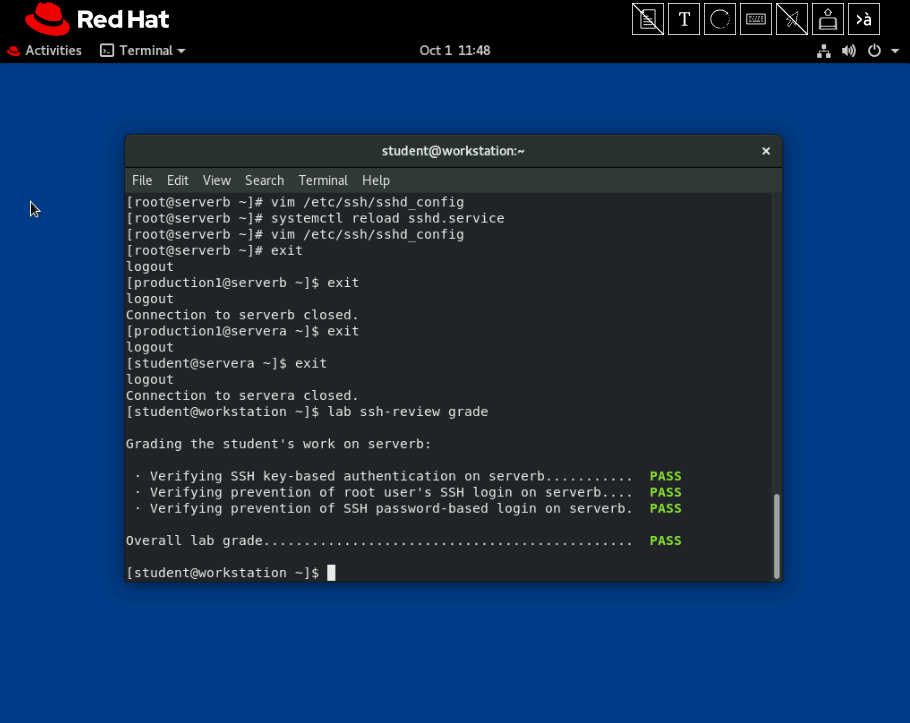 Red Hat
T
>à
Activities
Terminal
Oct 1 11:48
student@workstation:~
File Edit View Search Terminal Help
[root@serverb ~]# vim /etc/ssh/sshd_config
[root@serverb ~]# systemctl reload sshd.service
[root@serverb ~]# vim /etc/ssh/sshd_config
[root@serverb ~]# exit
logout
[production1@serverb ~]$ exit
logout
Connection to serverb closed.
[production1@servera ~]$ exit
logout
[student@servera ~]$ exit
logout
Connection to servera closed.
[student@workstation ~]$ lab ssh-review grade
Grading the student's work on serverb:
· Verifying SSH key-based authentication on serverb........... PASS
· Verifying prevention of root user's SSH login on serverb.... PASS
· Verifying prevention of SSH password-based login on serverb. PASS
Overall lab grade.............................................. PASS
[student@workstation ~]$